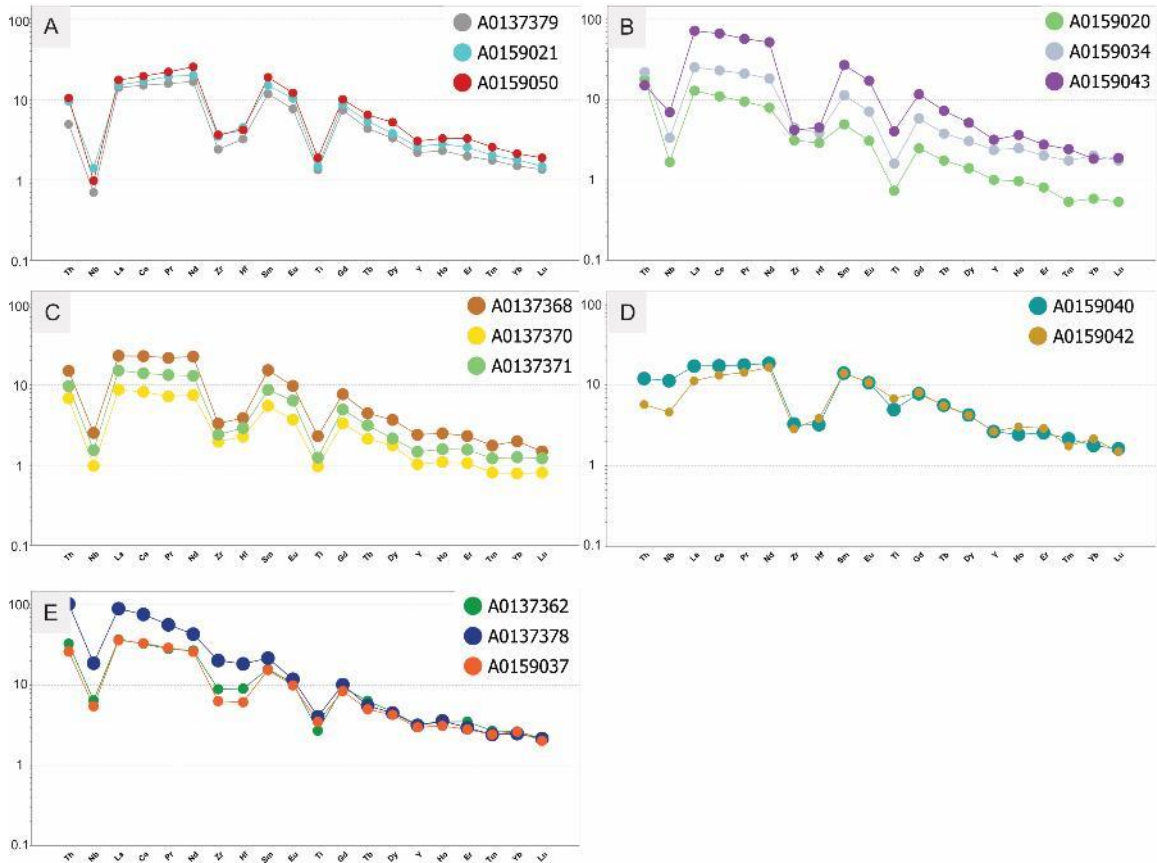 A
A0137379
A0159021
A0159050
100
10
1
0.1
Th Nb La Ce Pr Nd Zr Hf Sm Eu Ti Gd Tb Dy Y Ho Er Tm Yb Lu
B
A0159020
A0159034
A0159043
100
10
1
0.1
Th Nb La Ce Pr Nd Zr Hf Sm Eu Ti Gd Tb Dy Y Ho Er Tm Yb Lu
C
A0137368
A0137370
A0137371
100
10
1
0.1
Th Nb La Ce Pr Nd Zr Hf Sm Eu Ti Gd Tb Dy Y Ho Er Tm Yb Lu
D
A0159040
A0159042
100
10
1
0.1
Th Nb La Ce Pr Nd Zr Hf Sm Eu Ti Gd Tb Dy Y Ho Er Tm Yb Lu
E
A0137362
A0137378
A0159037
100
10
1
0.1
Th Nb La Ce Pr Nd Zr Hf Sm Eu Ti Gd Tb Dy Y Ho Er Tm Yb Lu